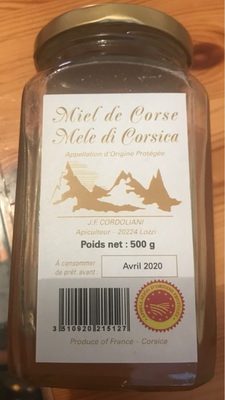 Miel de Corse
Mele di Corsica
Appellation d'Origine Protégée
J.F. CORDOLIANI
Apiculteur - 20224 Lozzi
Poids net : 500 g
À consommer
de préf. avant :
Avril 2020
3 510920 215127
Produce of France - Corsica